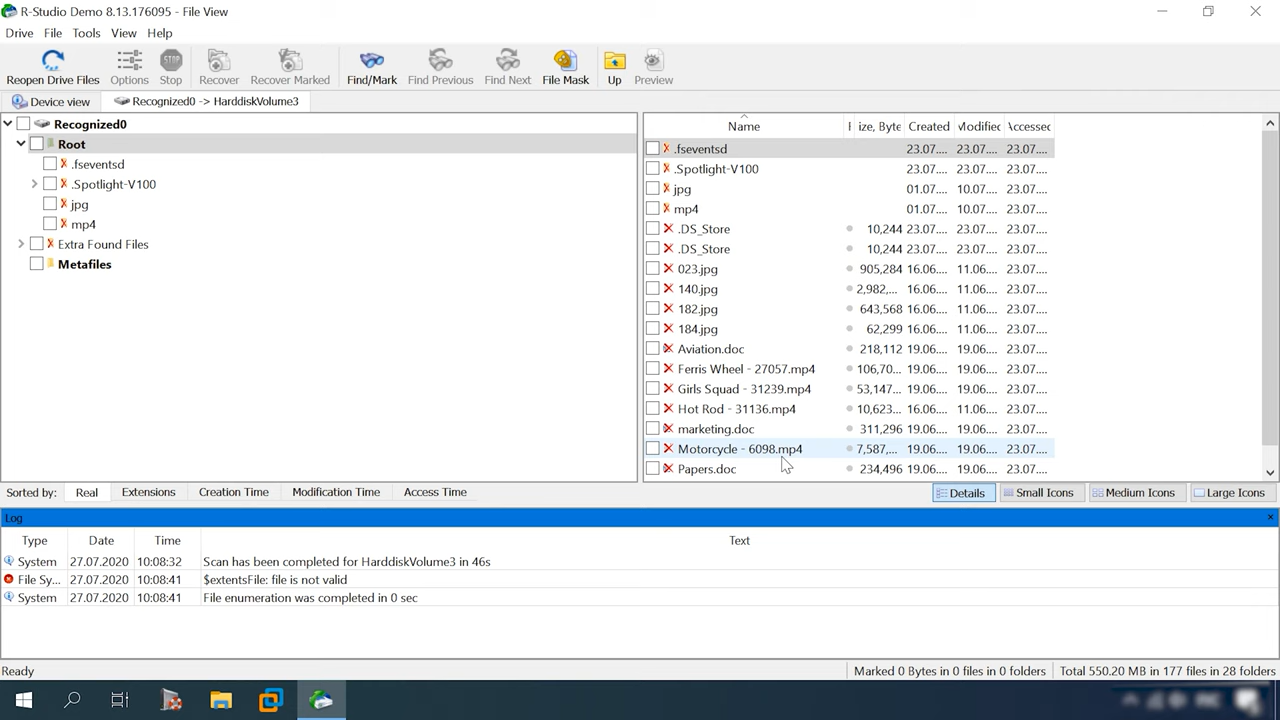 R-Studio Demo 8.13.176095 - File View
Drive File Tools View Help
Reopen Drive Files Options Stop Recover Recover Marked Find/Mark Find Previous Find Next File Mask Up Preview
STOP
Device view Recognized0 -> HarddiskVolume3
Recognized0
Root
.fseventsd
.Spotlight-V100
jpg
mp4
Extra Found Files
Metafiles
Name ize, Byte Created Modified Accessed
.fseventsd 23.07.... 23.07.... 23.07....
.Spotlight-V100 23.07.... 23.07.... 23.07....
jpg 01.07.... 10.07.... 23.07....
mp4 01.07.... 10.07.... 23.07....
.DS_Store 10,244 23.07.... 23.07.... 23.07....
.DS_Store 10,244 23.07.... 23.07.... 23.07....
023.jpg 905,284 16.06.... 11.06.... 23.07....
140.jpg 2,982,... 16.06.... 11.06.... 23.07....
182.jpg 643,568 16.06.... 11.06.... 23.07....
184.jpg 62,299 16.06.... 11.06.... 23.07....
Aviation.doc 218,112 19.06.... 19.06.... 23.07....
Ferris Wheel - 27057.mp4 106,70... 19.06.... 19.06.... 23.07....
Girls Squad - 31239.mp4 53,147... 19.06.... 19.06.... 23.07....
Hot Rod - 31136.mp4 10,623... 16.06.... 11.06.... 23.07....
marketing.doc 311,296 19.06.... 19.06.... 23.07....
Motorcycle - 6098.mp4 7,587,... 19.06.... 19.06.... 23.07....
Papers.doc 234,496 19.06.... 19.06.... 23.07....
Sorted by: Real Extensions Creation Time Modification Time Access Time Details Small Icons Medium Icons Large Icons
Log
Type Date Time Text
System 27.07.2020 10:08:32 Scan has been completed for HarddiskVolume3 in 46s
File Sy... 27.07.2020 10:08:41 $extentsFile: file is not valid
System 27.07.2020 10:08:41 File enumeration was completed in 0 sec
Ready Marked 0 Bytes in 0 files in 0 folders Total 550.20 MB in 177 files in 28 folders